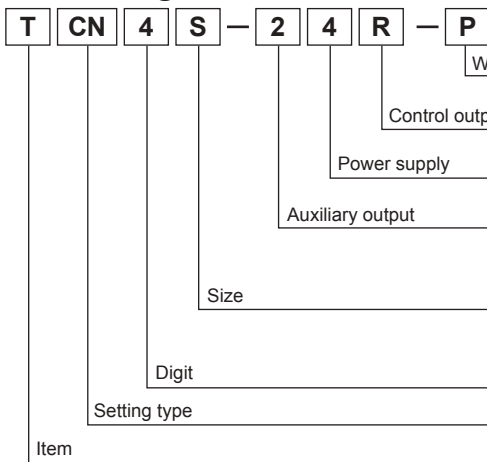 T CN 4 S — 2 4 R — P
W
Control outp
Power supply
Auxiliary output
Size
Digit
Setting type
Item